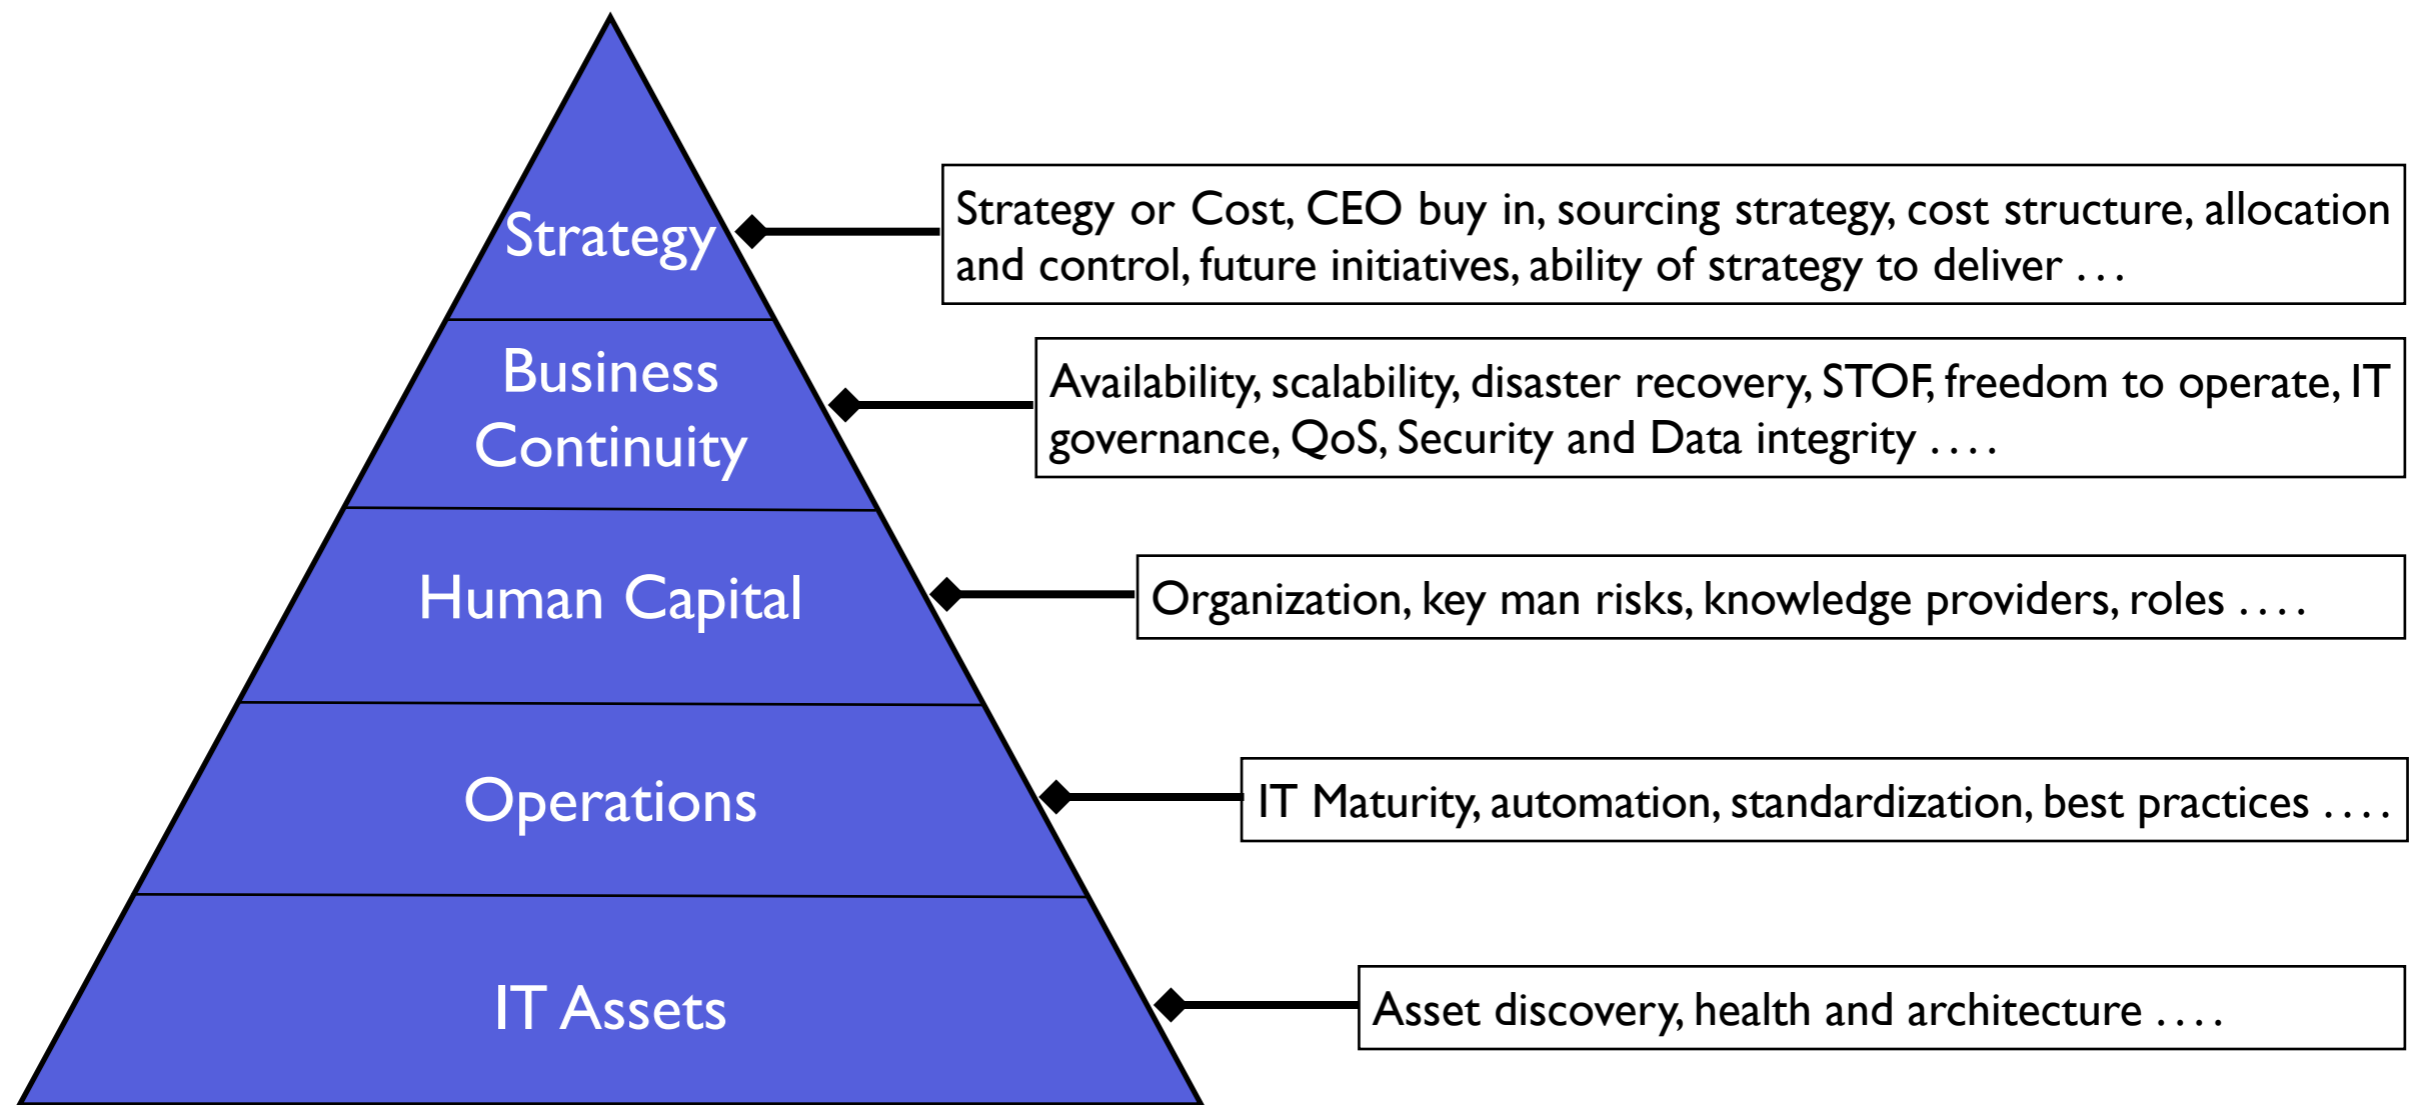 Strategy
Strategy or Cost, CEO buy in, sourcing strategy, cost structure, allocation
and control, future initiatives, ability of strategy to deliver . . .
Business
Continuity
Availability, scalability, disaster recovery, STOF, freedom to operate, IT
governance, QoS, Security and Data integrity . . . .
Human Capital
Organization, key man risks, knowledge providers, roles . . . .
Operations
IT Maturity, automation, standardization, best practices . . . .
IT Assets
Asset discovery, health and architecture . . . .